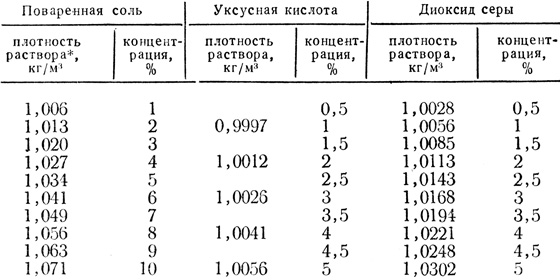 Поваренная соль Уксусная кислота Диоксид серы
плотность концент- плотность концент- плотность концент-
раствора*, рация, раствора, рация, раствора, рация,
кг/м³ % кг/м³ % кг/м³ %
1,006 1 0,5 1,0028 0,5
1,013 2 0,9997 1 1,0056 1
1,020 3 1,5 1,0085 1,5
1,027 4 1,0012 2 1,0113 2
1,034 5 2,5 1,0143 2,5
1,041 6 1,0026 3 1,0168 3
1,049 7 3,5 1,0194 3,5
1,056 8 1,0041 4 1,0221 4
1,063 9 4,5 1,0248 4,5
1,071 10 1,0056 5 1,0302 5